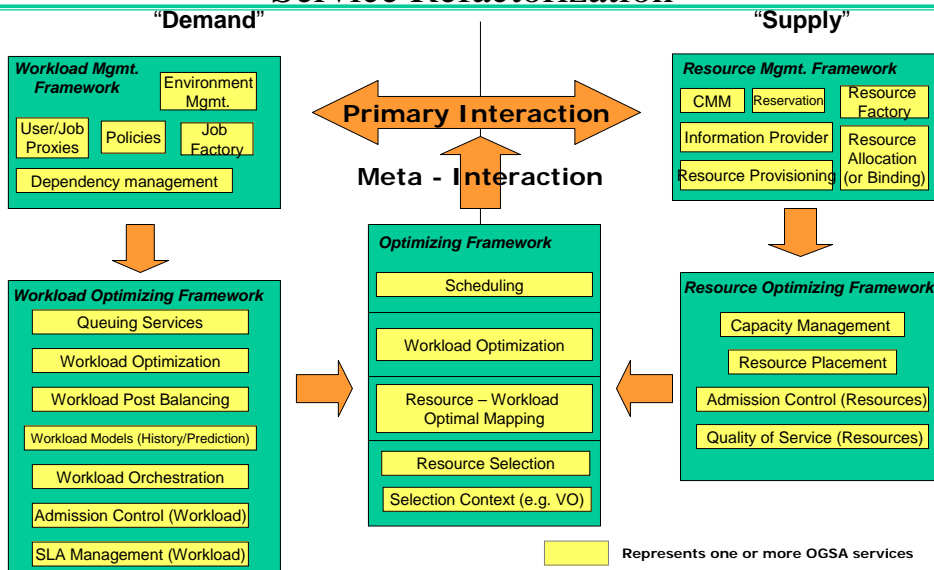 Service Refactorization
“Demand”
“Supply”
Workload Mgmt.
Framework
Environment
Mgmt.
User/Job
Proxies
Policies
Job
Factory
Dependency management
Primary Interaction
Meta - Interaction
Resource Mgmt. Framework
CMM
Reservation
Resource
Factory
Information Provider
Resource
Allocation
(or Binding)
Resource Provisioning
Workload Optimizing Framework
Queuing Services
Workload Optimization
Workload Post Balancing
Workload Models (History/Prediction)
Workload Orchestration
Admission Control (Workload)
SLA Management (Workload)
Optimizing Framework
Scheduling
Workload Optimization
Resource – Workload
Optimal Mapping
Resource Selection
Selection Context (e.g. VO)
Resource Optimizing Framework
Capacity Management
Resource Placement
Admission Control (Resources)
Quality of Service (Resources)
Represents one or more OGSA services